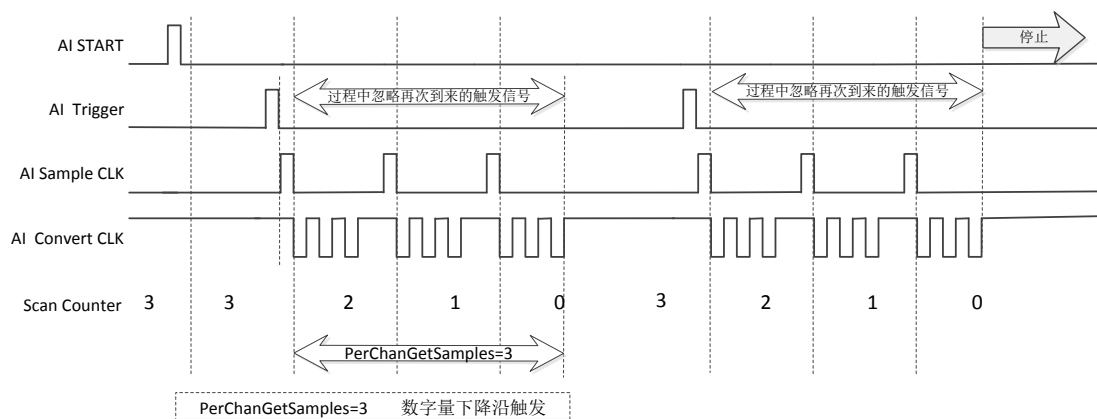 AI START
停止
过程中忽略再次到来的触发信号
过程中忽略再次到来的触发信号
AI Trigger
AI Sample CLK
AI Convert CLK
Scan Counter 3 3 2 1 0 3 2 1 0
PerChanGetSamples=3
PerChanGetSamples=3 数字量下降沿触发